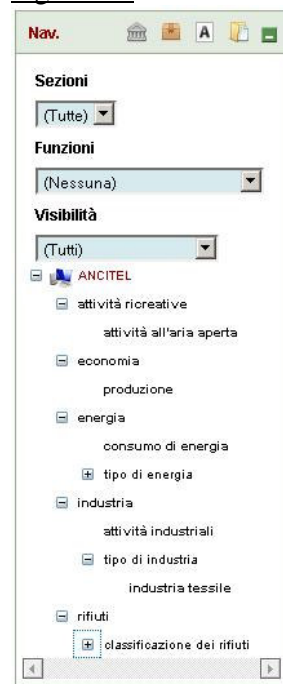 Nav. A
Sezioni
(Tutte)
Funzioni
(Nessuna)
Visibilità
(Tutti)
ANCITEL
attività ricreative
attività all'aria aperta
economia
produzione
energia
consumo di energia
tipo di energia
industria
attività industriali
tipo di industria
industria tessile
rifiuti
classificazione dei rifiuti